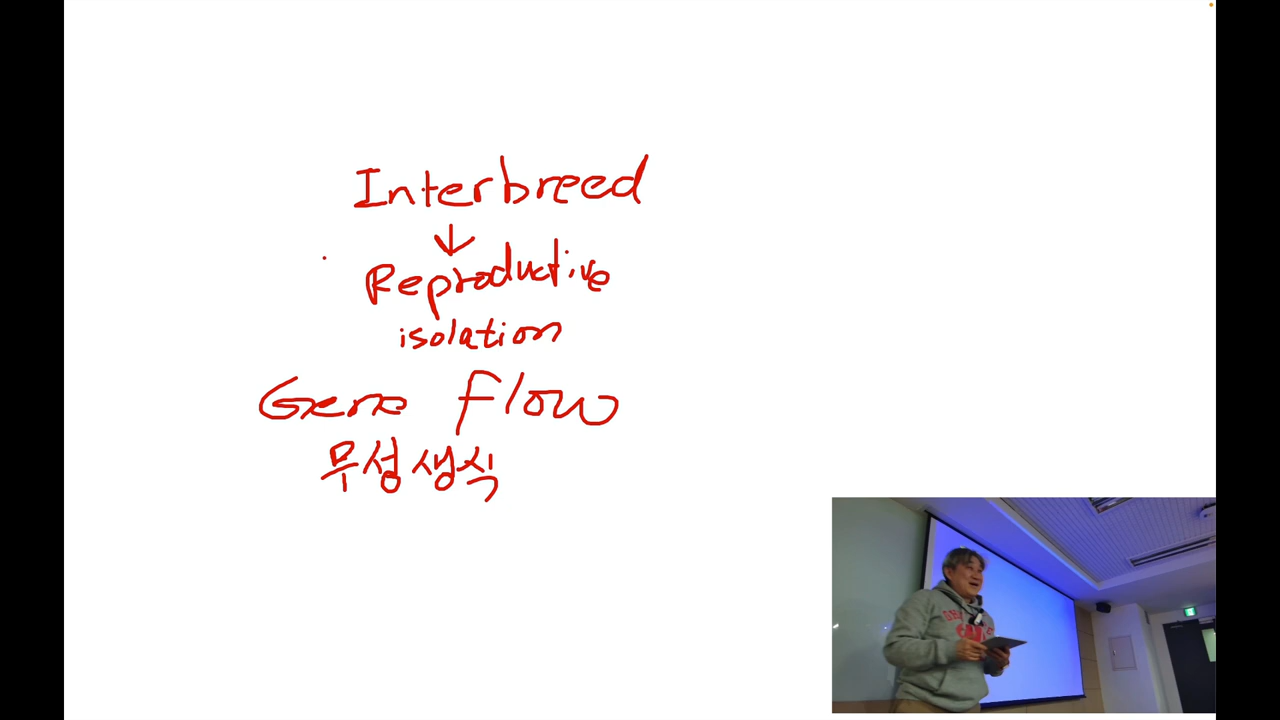 Interbreed
↓
Reproductive
isolation
Gene flow
무성생식